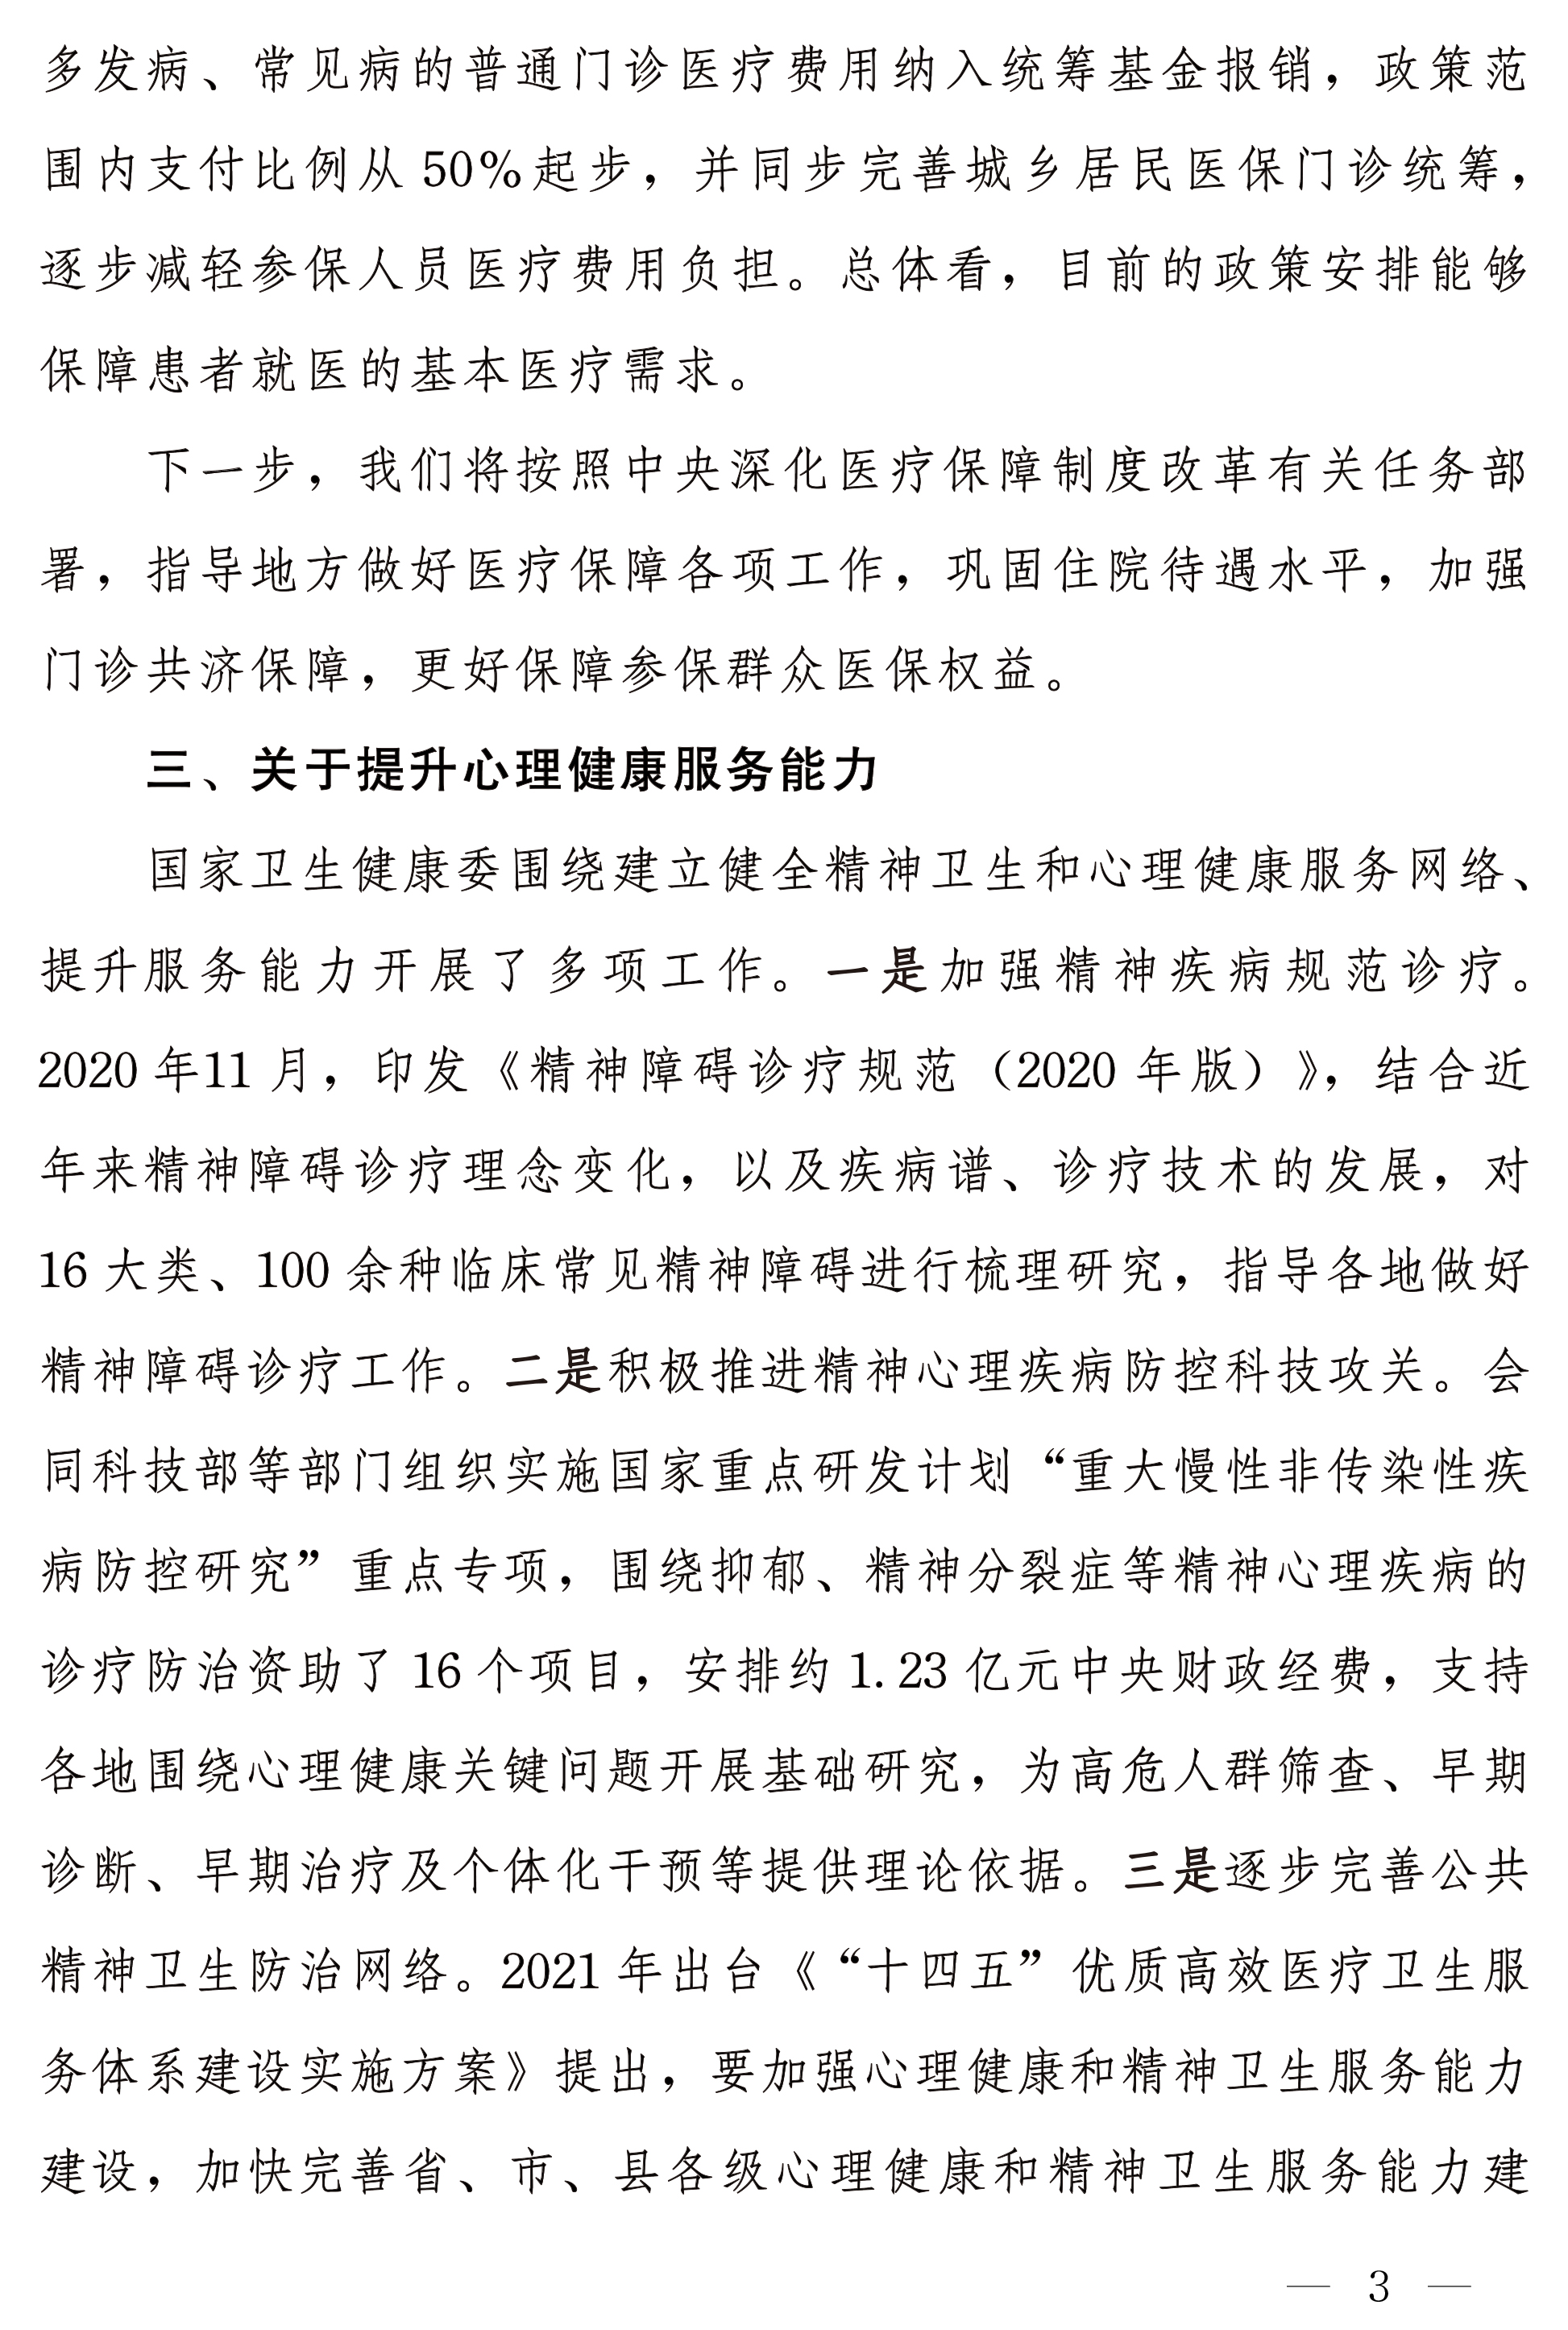 多发病、常见病的普通门诊医疗费用纳入统筹基金报销，政策范
围内支付比例从 50%起步，并同步完善城乡居民医保门诊统筹，
逐步减轻参保人员医疗费用负担。总体看，目前的政策安排能够
保障患者就医的基本医疗需求。
下一步，我们将按照中央深化医疗保障制度改革有关任务部
署，指导地方做好医疗保障各项工作，巩固住院待遇水平，加强
门诊共济保障，更好保障参保群众医保权益。
三、关于提升心理健康服务能力
国家卫生健康委围绕建立健全精神卫生和心理健康服务网络、
提升服务能力开展了多项工作。一是加强精神疾病规范诊疗。
2020 年11 月，印发《精神障碍诊疗规范（2020 年版）》，结合近
年来精神障碍诊疗理念变化，以及疾病谱、诊疗技术的发展，对
16 大类、100 余种临床常见精神障碍进行梳理研究，指导各地做好
精神障碍诊疗工作。二是积极推进精神心理疾病防控科技攻关。会
同科技部等部门组织实施国家重点研发计划“重大慢性非传染性疾
病防控研究”重点专项，围绕抑郁、精神分裂症等精神心理疾病的
诊疗防治资助了 16 个项目，安排约 1.23 亿元中央财政经费，支持
各地围绕心理健康关键问题开展基础研究，为高危人群筛查、早期
诊断、早期治疗及个体化干预等提供理论依据。三是逐步完善公共
精神卫生防治网络。2021 年出台《“十四五”优质高效医疗卫生服
务体系建设实施方案》提出，要加强心理健康和精神卫生服务能力
建设，加快完善省、市、县各级心理健康和精神卫生服务能力建
— 3 —